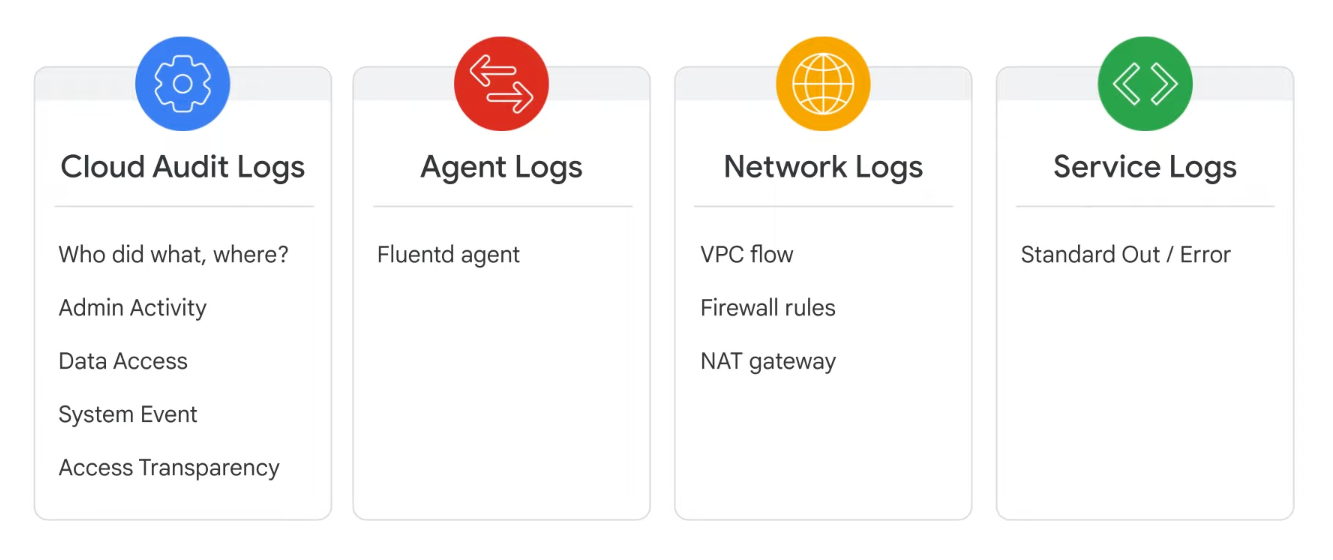 Cloud Audit Logs
Who did what, where?
Admin Activity
Data Access
System Event
Access Transparency
Agent Logs
Fluentd agent
Network Logs
VPC flow
Firewall rules
NAT gateway
Service Logs
Standard Out / Error